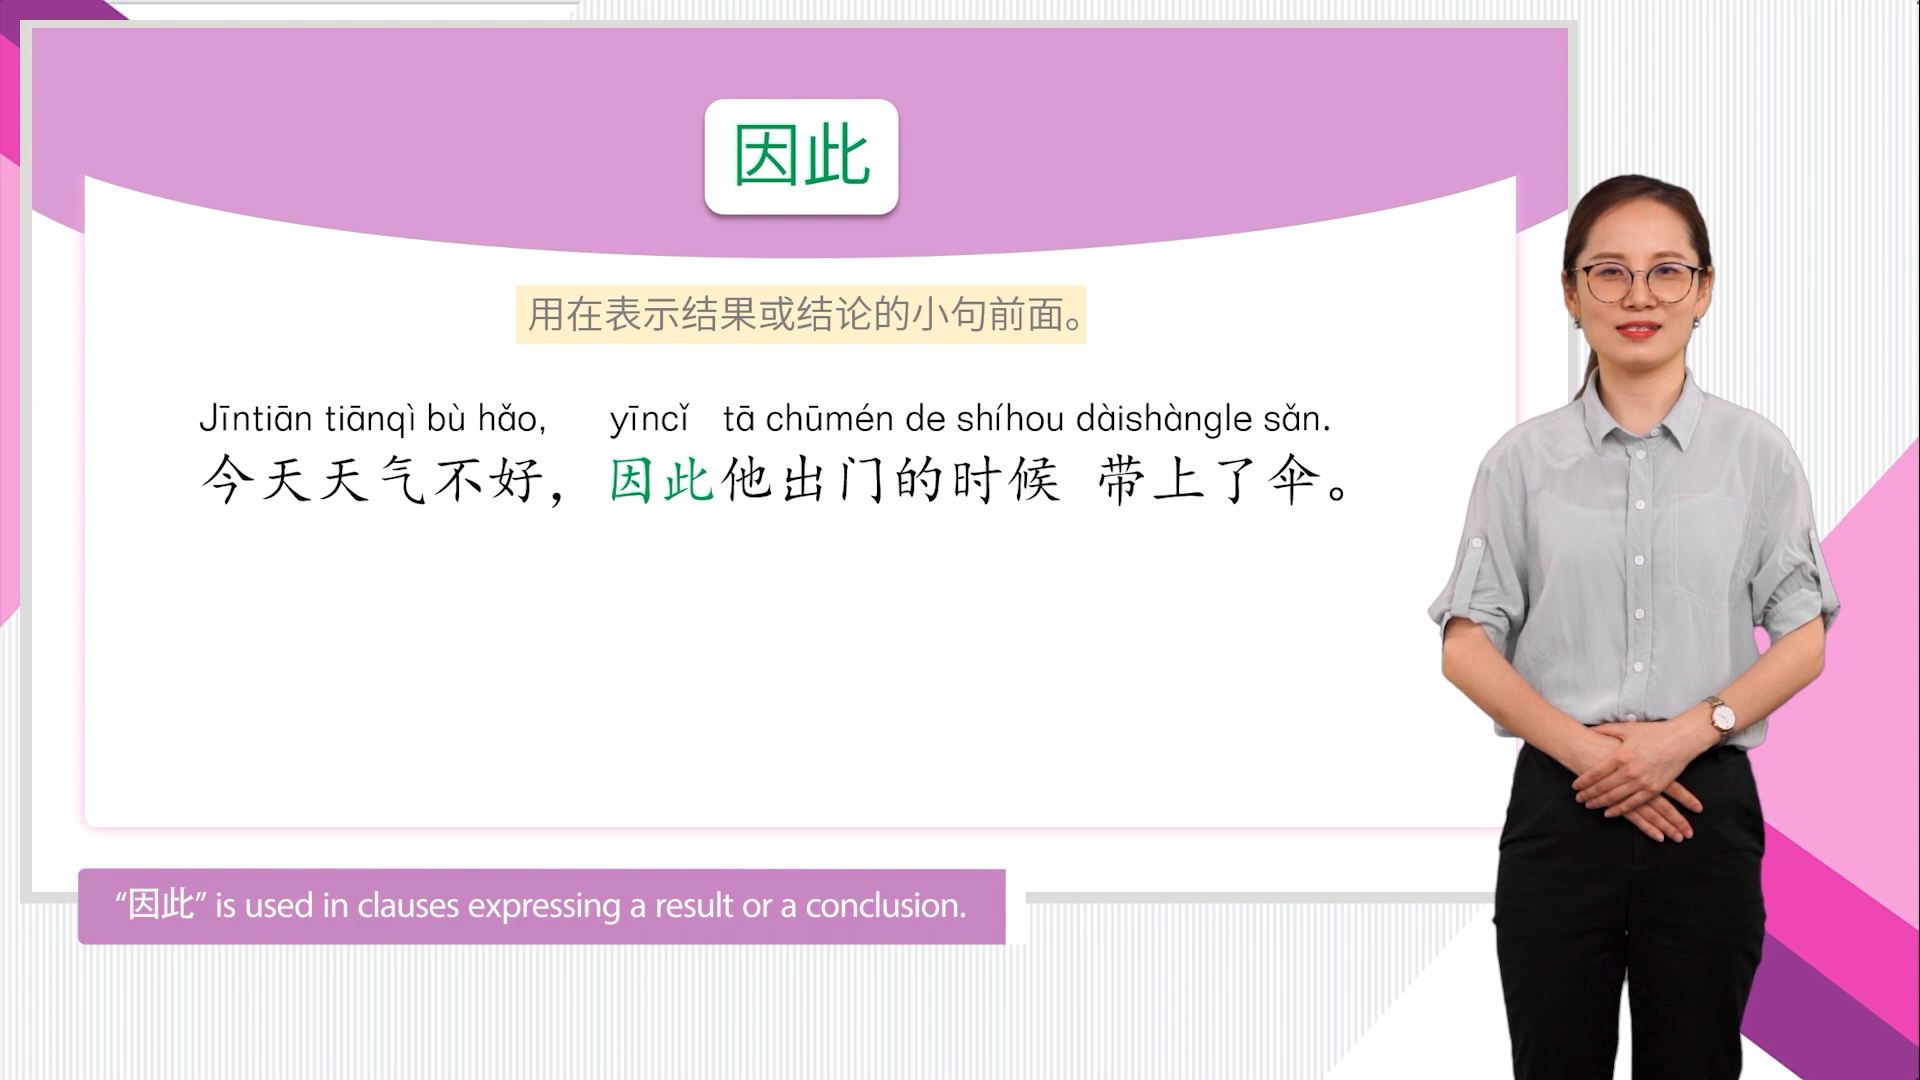 因此
用在表示结果或结论的小句前面。
Jīntiān tiānqì bù hǎo, yīncǐ tā chūmén de shíhou dàishàngle sǎn.
今天天气不好，因此他出门的时候 带上了伞。
“因此” is used in clauses expressing a result or a conclusion.